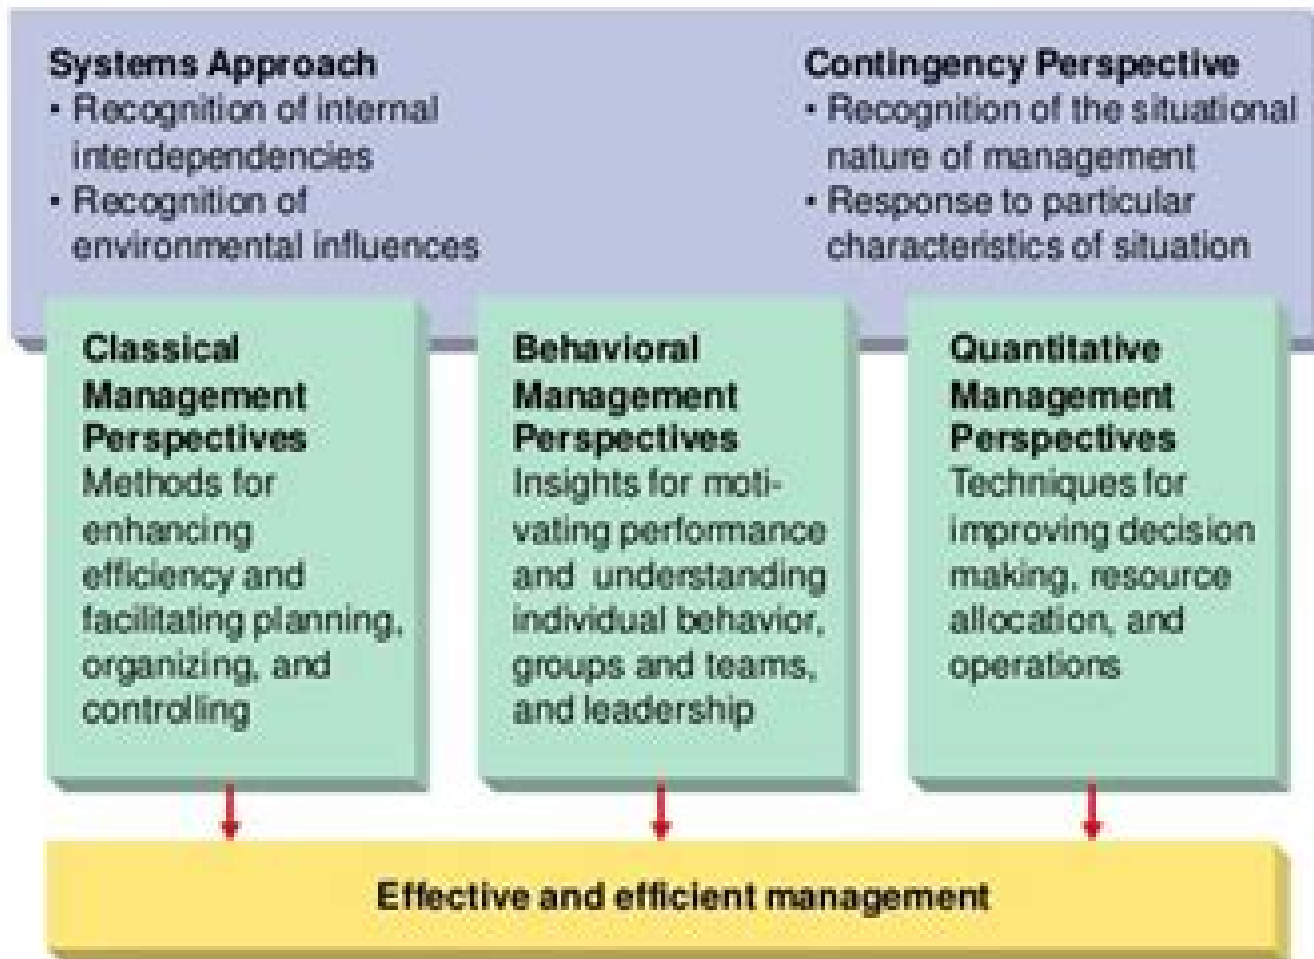 Systems Approach
• Recognition of internal
interdependencies
• Recognition of
environmental influences
Contingency Perspective
• Recognition of the situational
nature of management
• Response to particular
characteristics of situation
Classical
Management
Perspectives
Methods for
enhancing
efficiency and
facilitating planning,
organizing, and
controlling
Behavioral
Management
Perspectives
Insights for moti-
vating performance
and understanding
individual behavior,
groups and teams,
and leadership
Quantitative
Management
Perspectives
Techniques for
improving decision
making, resource
allocation, and
operations
Effective and efficient management